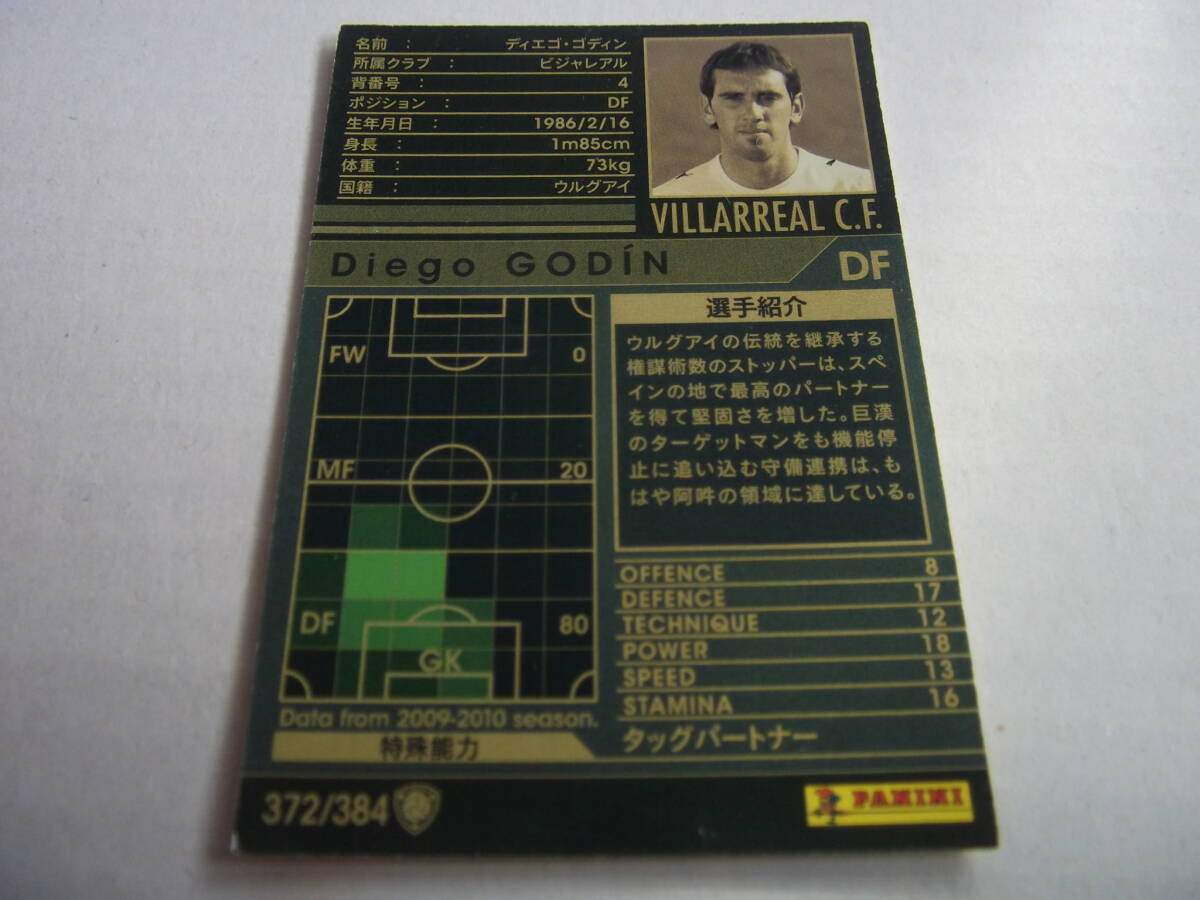 名前 : ディエゴ・ゴディン
所属クラブ : ビジャレアル
背番号 : 4
ポジション : DF
生年月日 : 1986/2/16
身長 : 1m85cm
体重 : 73kg
国籍 : ウルグアイ
VILLARREAL C.F.
Diego GODÍN
DF
FW 0
MF 20
DF 80
GK
Data from 2009-2010 season.
選手紹介
ウルグアイの伝統を継承する
権謀術数のストッパーは、スペ
インの地で最高のパートナー
を得て堅固さを増した。巨漢
のターゲットマンをも機能停
止に追い込む守備連携は、も
はや阿吽の領域に達している。
OFFENCE 8
DEFENCE 17
TECHNIQUE 12
POWER 18
SPEED 13
STAMINA 16
特殊能力 タッグパートナー
372/384
PANINI